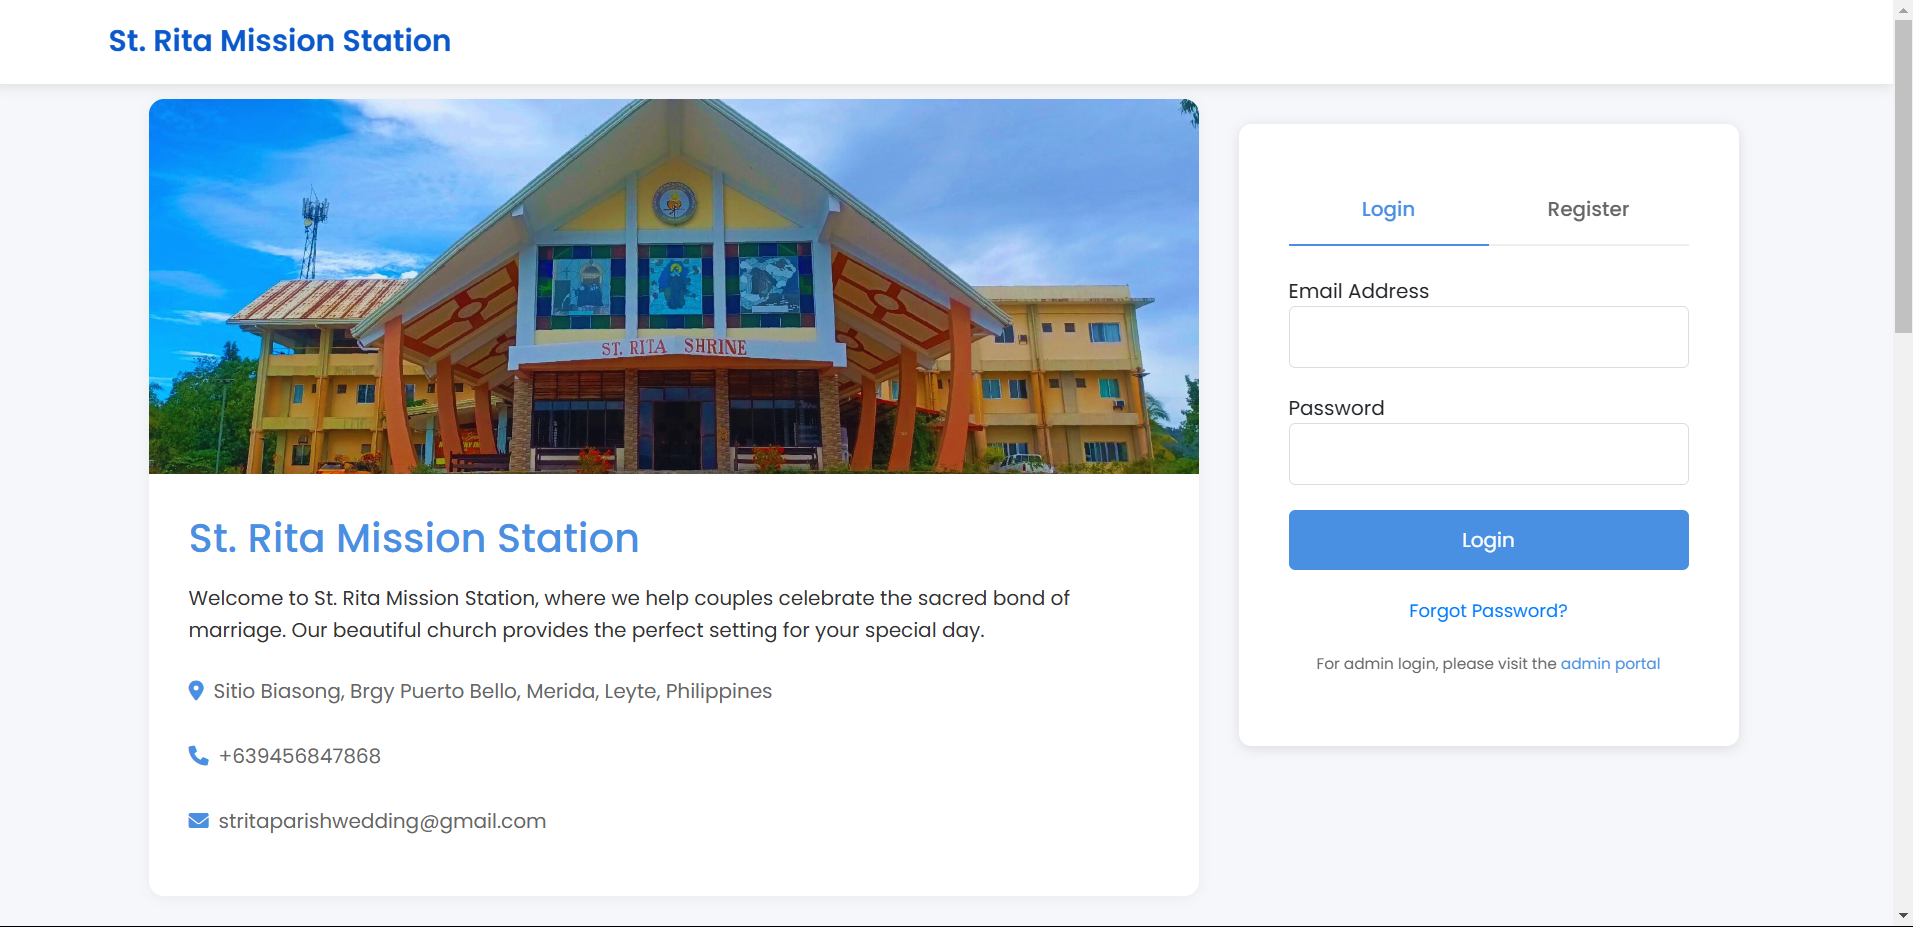 St. Rita Mission Station
ST. RITA SHRINE
St. Rita Mission Station
Welcome to St. Rita Mission Station, where we help couples celebrate the sacred bond of
marriage. Our beautiful church provides the perfect setting for your special day.
Sitio Biasong, Brgy Puerto Bello, Merida, Leyte, Philippines
+639456847868
stritaparishwedding@gmail.com
Login Register
Email Address
Password
Login
Forgot Password?
For admin login, please visit the admin portal